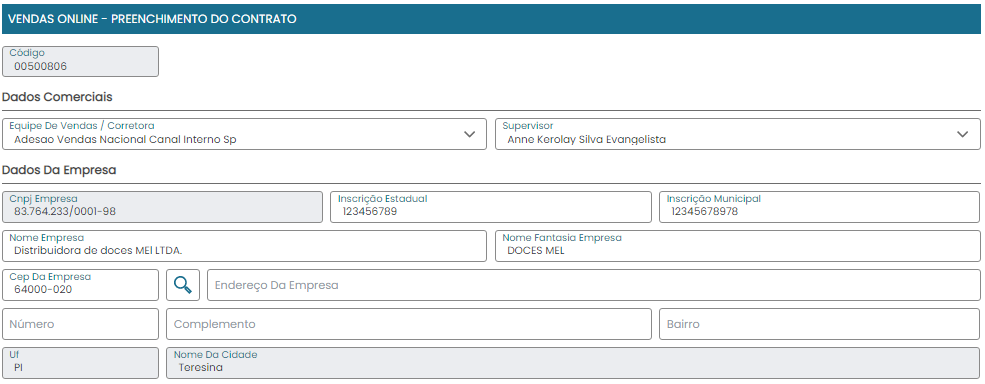 VENDAS ONLINE - PREENCHIMENTO DO CONTRATO
Código
00500806
Dados Comerciais
Equipe De Vendas / Corretora
Adesao Vendas Nacional Canal Interno Sp
Supervisor
Anne Kerolay Silva Evangelista
Dados Da Empresa
Cnpj Empresa
83.764.233/0001-98
Inscrição Estadual
123456789
Inscrição Municipal
12345678978
Nome Empresa
Distribuidora de doces MEl LTDA.
Nome Fantasia Empresa
DOCES MEL
Cep Da Empresa
64000-020
Endereço Da Empresa
Número
Complemento
Bairro
Uf
PI
Nome Da Cidade
Teresina